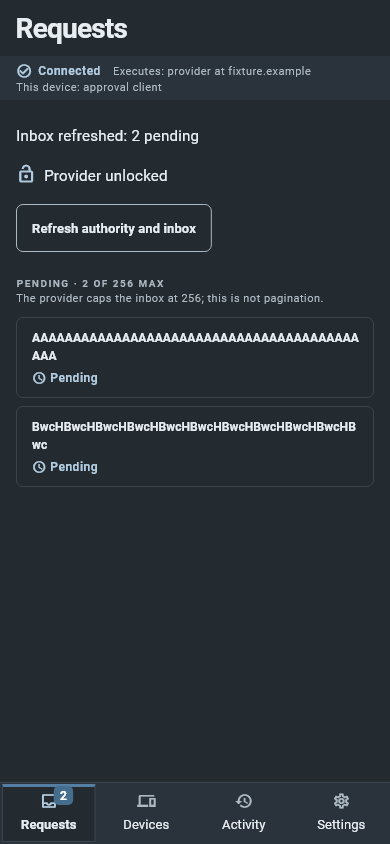 Requests
Connected Executes: provider at fixture.example
This device: approval client
Inbox refreshed: 2 pending
Provider unlocked
Refresh authority and inbox
PENDING · 2 OF 256 MAX
The provider caps the inbox at 256; this is not pagination.
AAAAAAAAAAAAAAAAAAAAAAAAAAAAAAAAAAAAAAAA
AAA
Pending
BwcHBwcHBwcHBwcHBwcHBwcHBwcHBwcHBwcHBwcHB
wc
Pending
2
Requests
Devices
Activity
Settings